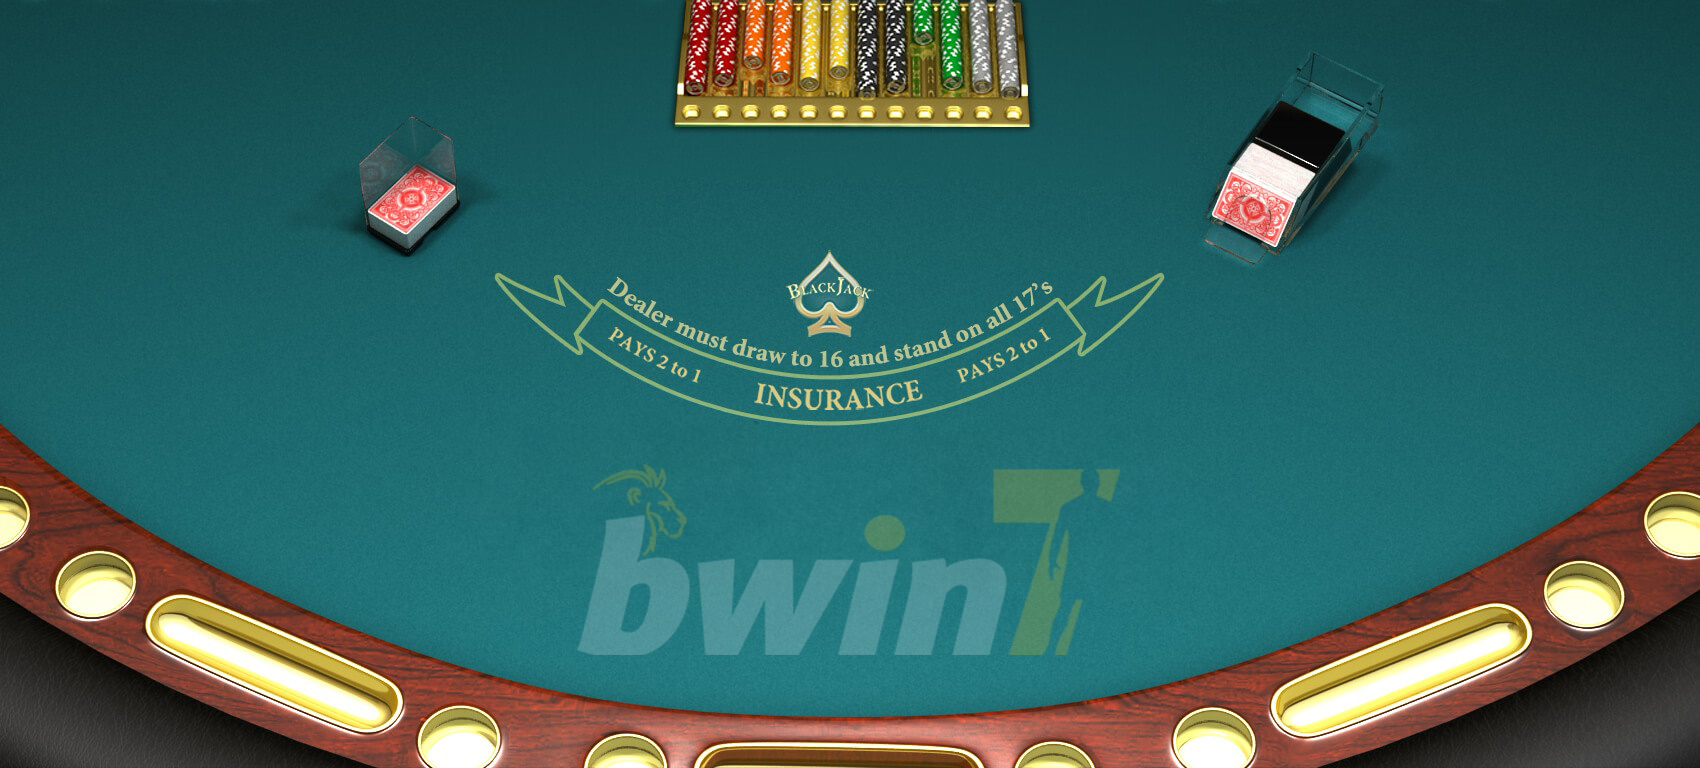 BLACKJACK
Dealer must draw to 16 and stand on all 17's
PAYS 2 to 1 INSURANCE PAYS 2 to 1
bwin7